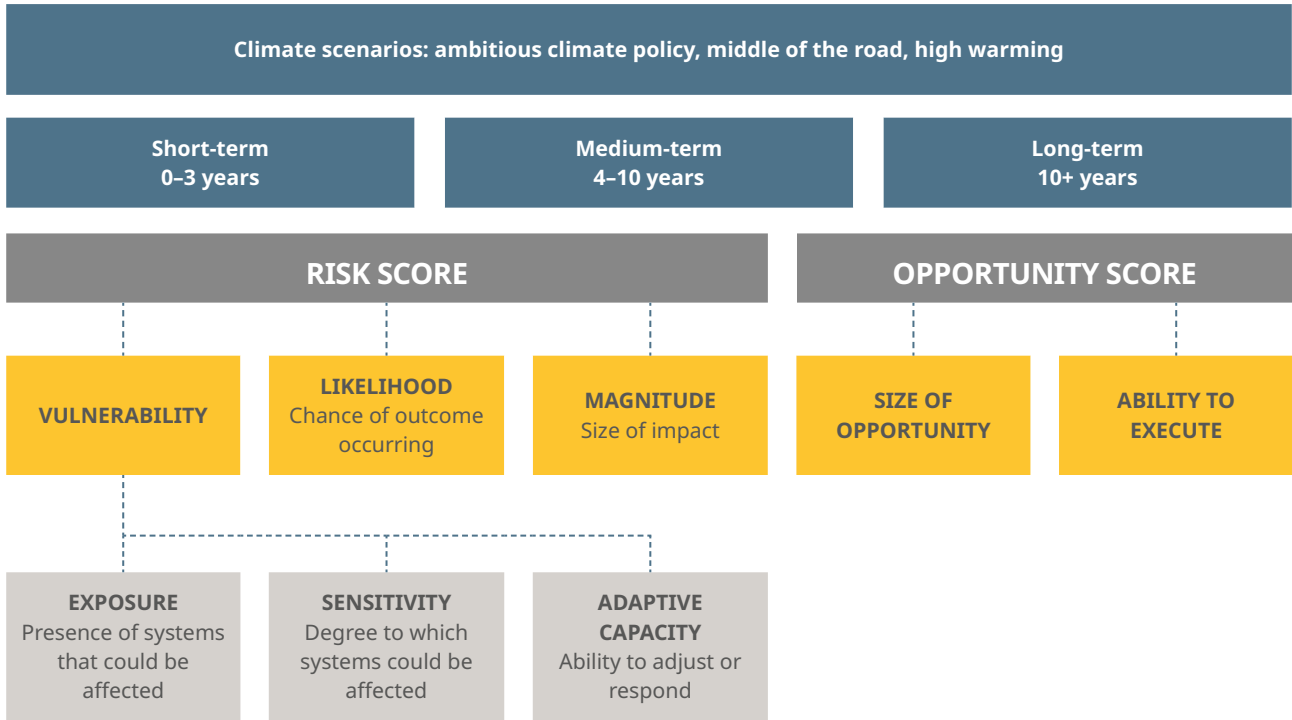 Climate scenarios: ambitious climate policy, middle of the road, high warming
Short-term
0–3 years
Medium-term
4–10 years
Long-term
10+ years
RISK SCORE
OPPORTUNITY SCORE
VULNERABILITY
LIKELIHOOD
Chance of outcome
occurring
MAGNITUDE
Size of impact
SIZE OF
OPPORTUNITY
ABILITY TO
EXECUTE
EXPOSURE
Presence of systems
that could be
affected
SENSITIVITY
Degree to which
systems could be
affected
ADAPTIVE
CAPACITY
Ability to adjust or
respond